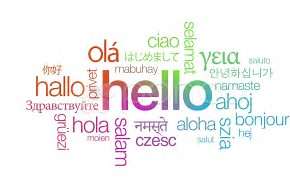 olá
ciao
selamat
γεια
saluto
你好
はじめまして
안녕하십니까
mabuhay
privet
hallo
hello
namaste
Здравствуйте
ahoj
grüezi
hola
salam
नमस्ते
aloha
szia
bonjour
moien
czesc
salut
hej